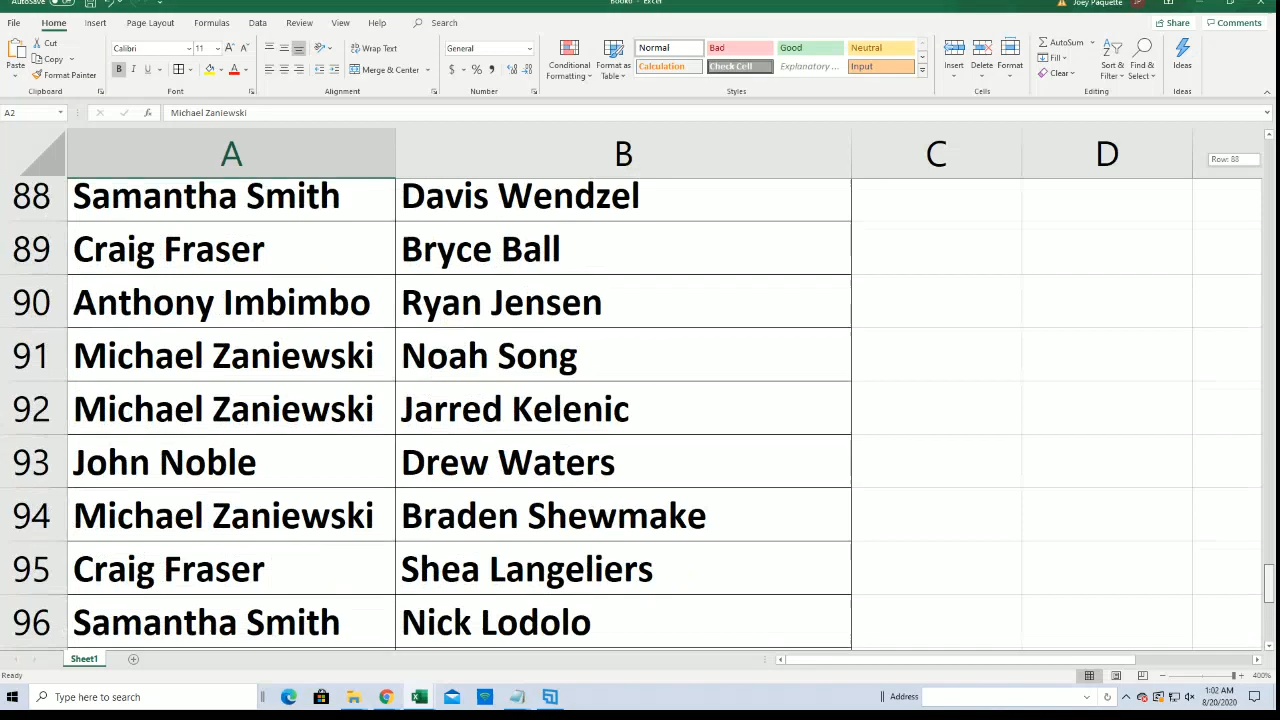 AutoSave
Book6 - Excel
Joey Paquette
File Home Insert Page Layout Formulas Data Review View Help Search
Share Comments
Paste Cut Copy Format Painter
Calibri 11
Wrap Text
Merge & Center
General
Conditional Formatting Format as Table
Normal Bad Good Neutral
Calculation Check Cell Explanatory ... Input
Insert Delete Format
AutoSum Fill Clear
Sort & Filter Find & Select
Ideas
Clipboard Font Alignment Number Styles Cells Editing Ideas
A2 fx Michael Zaniewski
A B C D
Row: 88
88 Samantha Smith Davis Wendzel
89 Craig Fraser Bryce Ball
90 Anthony Imbimbo Ryan Jensen
91 Michael Zaniewski Noah Song
92 Michael Zaniewski Jarred Kelenic
93 John Noble Drew Waters
94 Michael Zaniewski Braden Shewmake
95 Craig Fraser Shea Langeliers
96 Samantha Smith Nick Lodolo
Sheet1
Ready
400%
Type here to search
Address
1:02 AM
8/20/2020